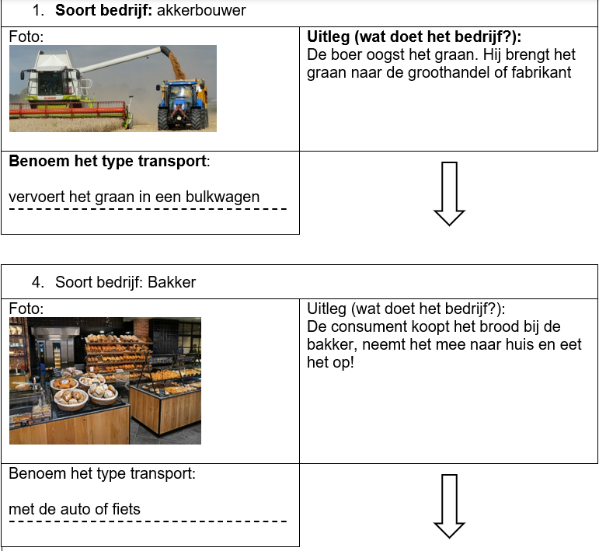 1. Soort bedrijf: akkerbouwer
Foto:
Uitleg (wat doet het bedrijf?):
De boer oogst het graan. Hij brengt het
graan naar de groothandel of fabrikant
Benoem het type transport:
vervoert het graan in een bulkwagen
4. Soort bedrijf: Bakker
Foto:
Uitleg (wat doet het bedrijf?):
De consument koopt het brood bij de
bakker, neemt het mee naar huis en eet
het op!
Benoem het type transport:
met de auto of fiets